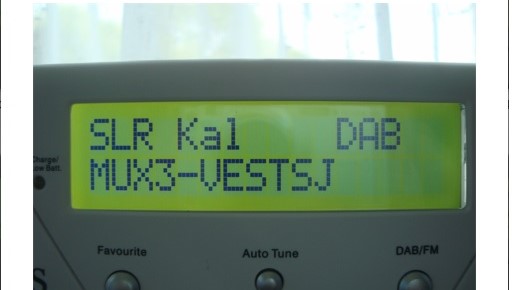 SLR Kal DAB
MUX3-VESTSJ
Charge/
Low Batt.
Favourite Auto Tune DAB/FM
S